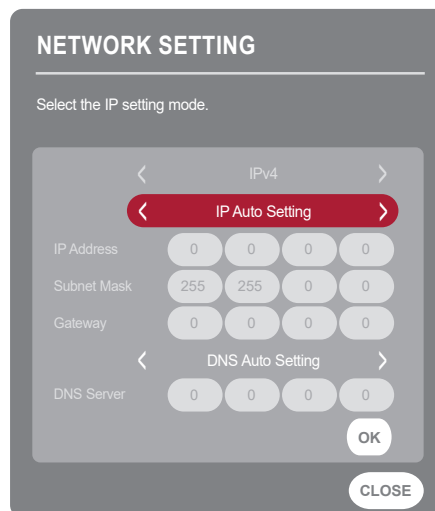 NETWORK SETTING
Select the IP setting mode.
IPv4
IP Auto Setting
IP Address 0 0 0 0
Subnet Mask 255 255 0 0
Gateway 0 0 0 0
DNS Auto Setting
DNS Server 0 0 0 0
OK
CLOSE